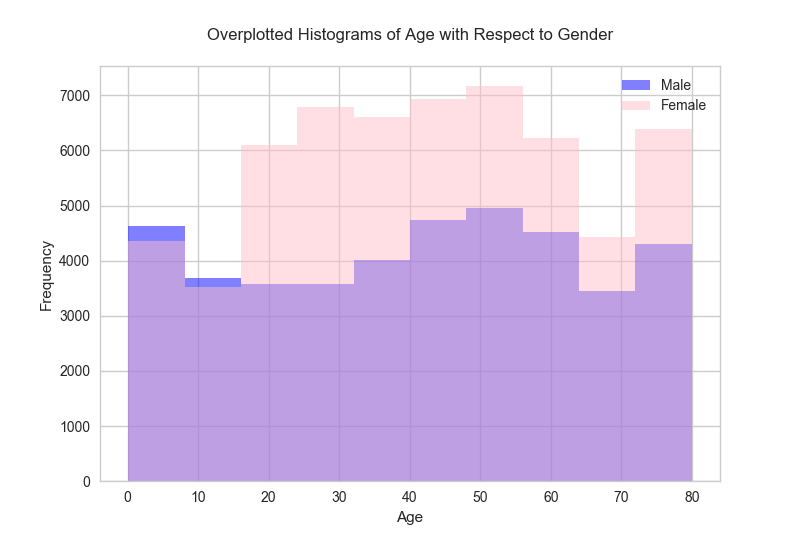 Overplotted Histograms of Age with Respect to Gender
Male
Female
7000
6000
5000
4000
3000
2000
1000
0
Frequency
0 10 20 30 40 50 60 70 80
Age